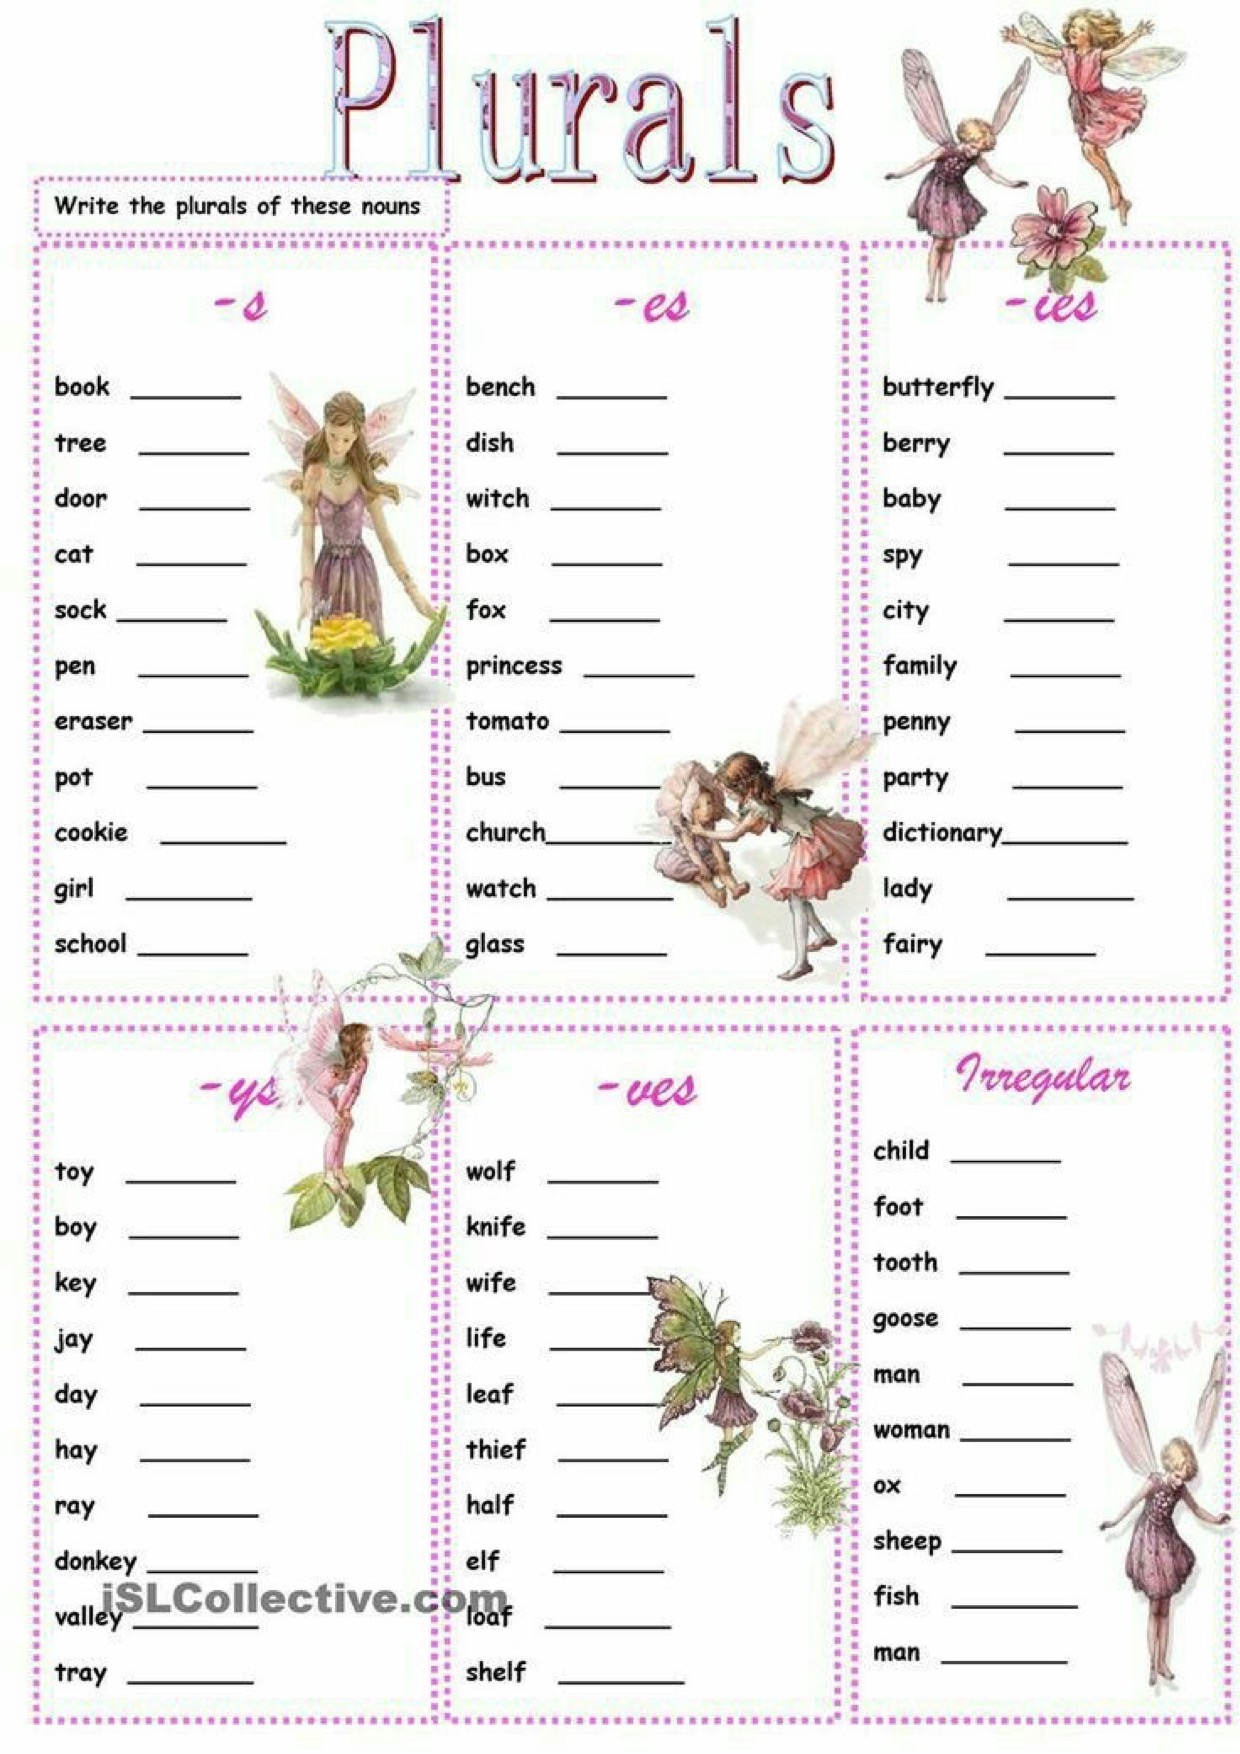 Plurals
Write the plurals of these nouns
-s
book
tree
door
cat
sock
pen
eraser
pot
cookie
girl
school
-es
bench
dish
witch
box
fox
princess
tomato
bus
church
watch
glass
-ies
butterfly
berry
baby
spy
city
family
penny
party
dictionary
lady
fairy
-ys
toy
boy
key
jay
day
hay
ray
donkey
valley
tray
-ves
wolf
knife
wife
life
leaf
thief
half
elf
loaf
shelf
Irregular
child
foot
tooth
goose
man
woman
ox
sheep
fish
man
iSLCollective.com